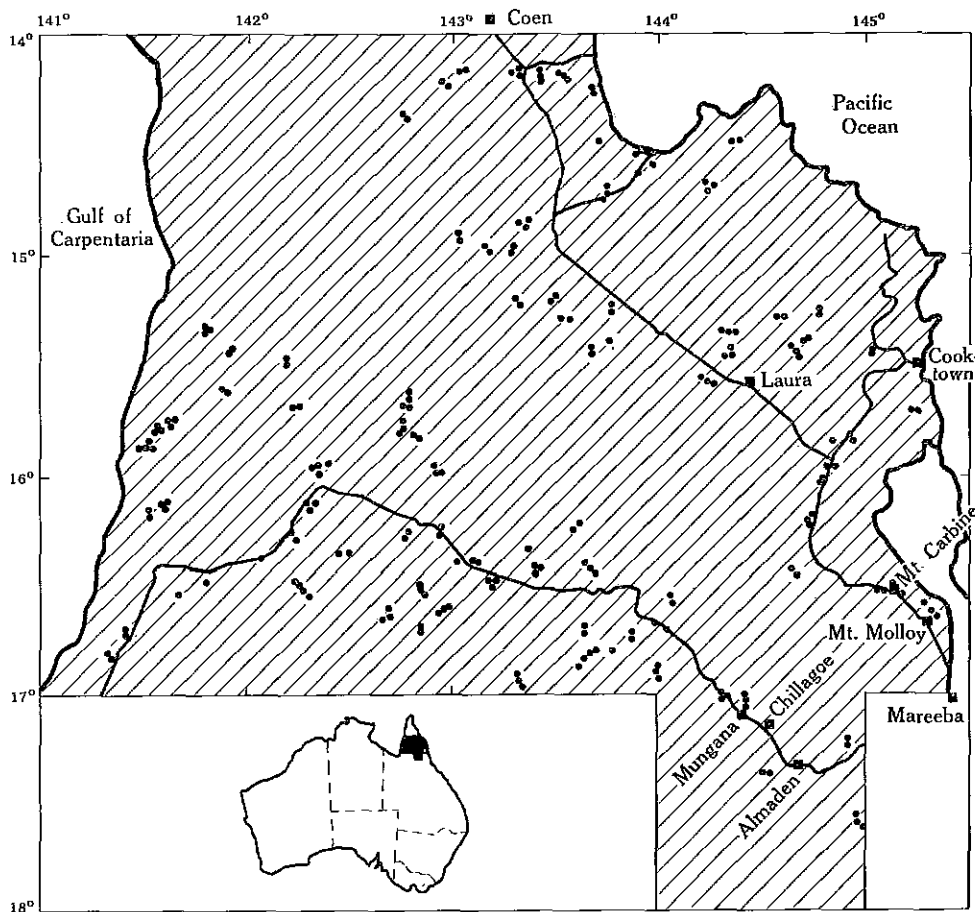 141° 142° 143° 144° 145°
Coen
14°
Pacific
Ocean
Gulf of
Carpentaria
15°
Cook-
town
Laura
16°
Mt. Carbine
Mt. Molloy
17°
Mareeba
Chillagoe
Mungana
Almaden
18°